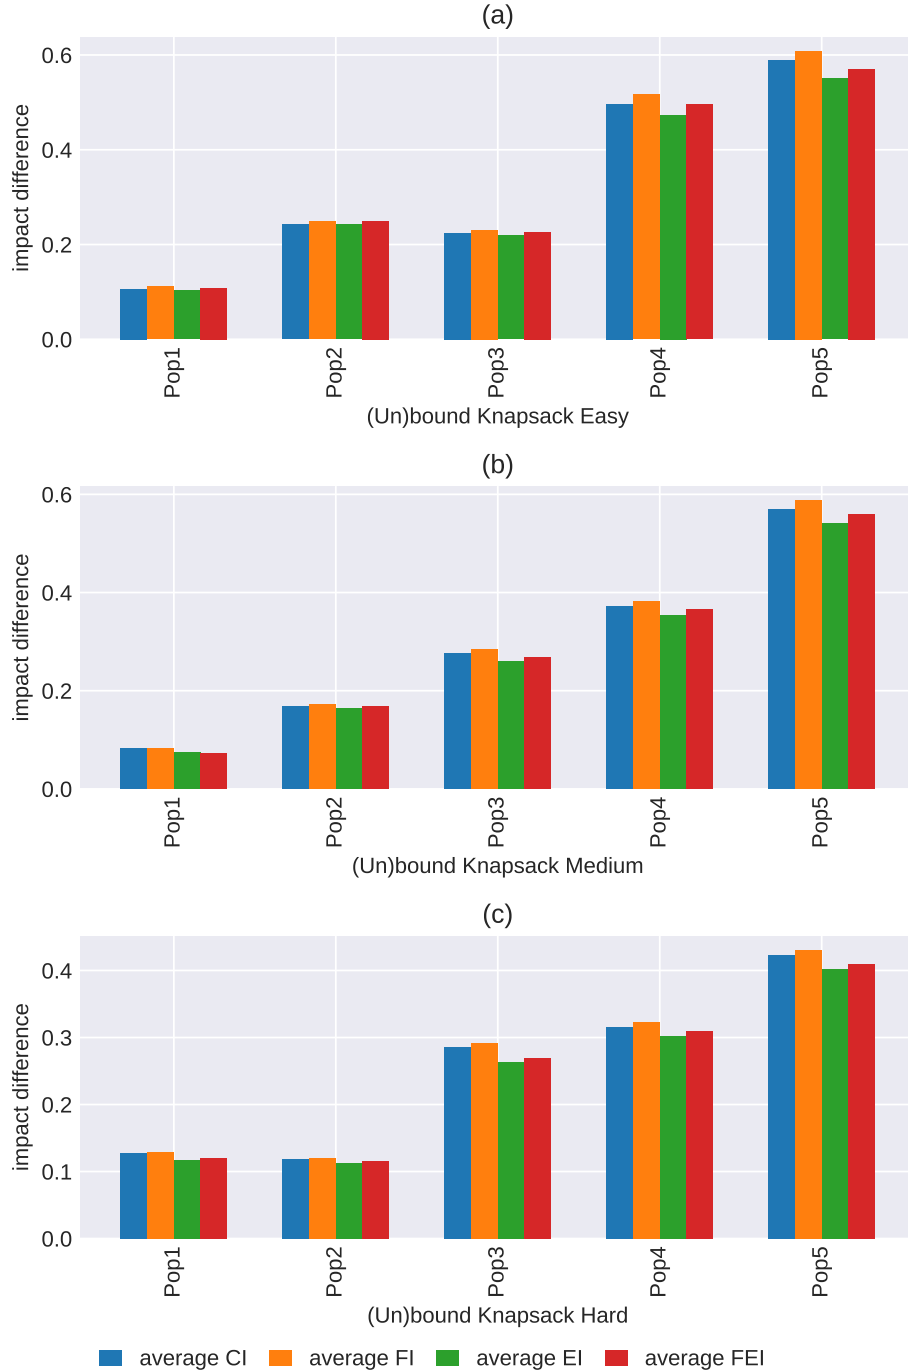 (a)
impact difference
0.6
0.4
0.2
0.0
Pop1
Pop2
Pop3
Pop4
Pop5
(Un)bound Knapsack Easy
(b)
impact difference
0.6
0.4
0.2
0.0
Pop1
Pop2
Pop3
Pop4
Pop5
(Un)bound Knapsack Medium
(c)
impact difference
0.4
0.3
0.2
0.1
0.0
Pop1
Pop2
Pop3
Pop4
Pop5
(Un)bound Knapsack Hard
average CI average FI average EI average FEI